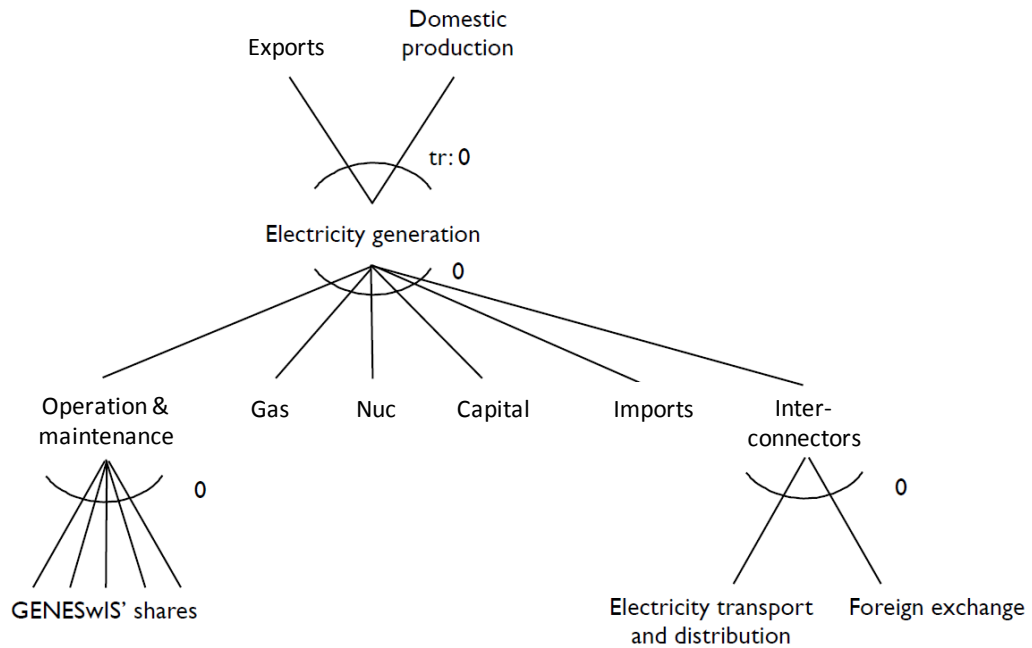 Domestic
Exports production
tr: 0
Electricity generation
0
Operation & Gas Nuc Capital Imports Inter-
maintenance connectors
0 0
GENESwIS' shares Electricity transport Foreign exchange
and distribution